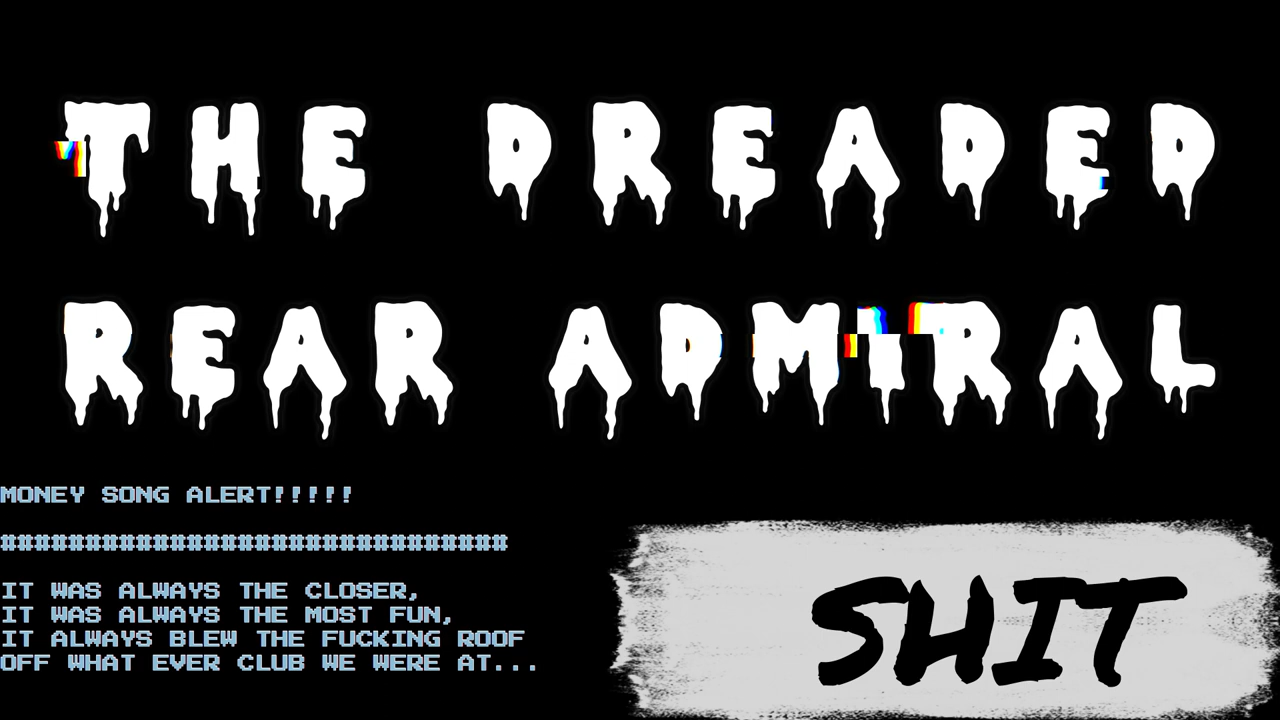 THE DREADED
REAR ADMIRAL
MONEY SONG ALERT!!!!!
##############################
IT WAS ALWAYS THE CLOSER,
IT WAS ALWAYS THE MOST FUN,
IT ALWAYS BLEW THE FUCKING ROOF
OFF WHAT EVER CLUB WE WERE AT...
SHIT